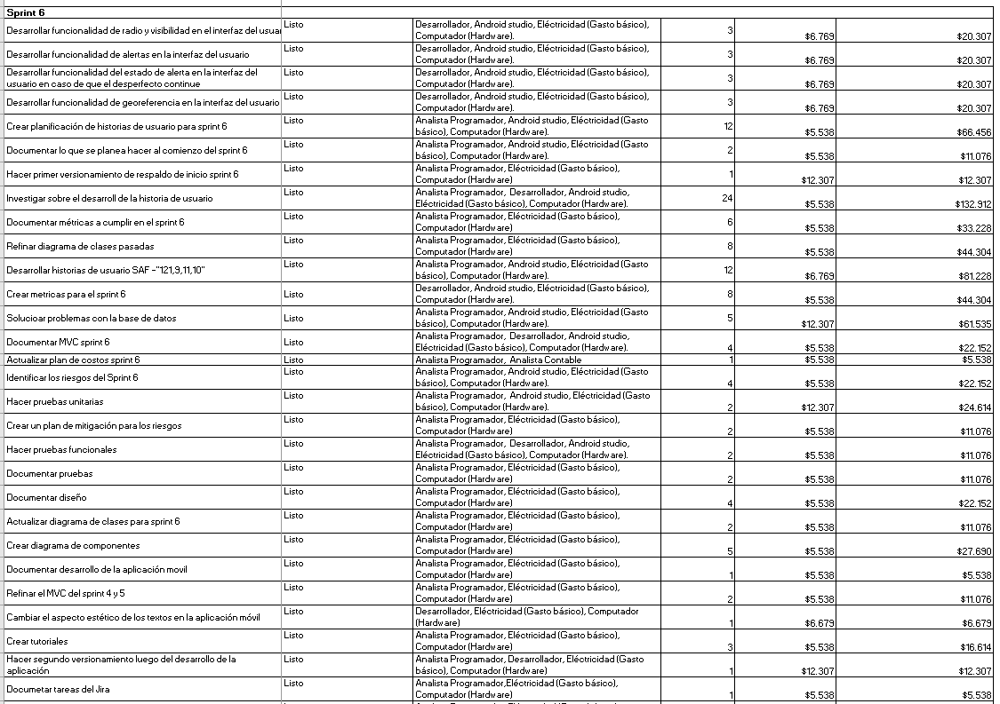 Sprint 6
Desarrollar funcionalidad de radio y visibilidad en el interfaz del usuar Listo Desarrollador, Android studio, Eléctricidad (Gasto básico), Computador (Hardware). 3 $6.769 $20.307
Desarrollar funcionalidad de alertas en la interfaz del usuario Listo Desarrollador, Android studio, Eléctricidad (Gasto básico), Computador (Hardware). 3 $6.769 $20.307
Desarrollar funcionalidad del estado de alerta en la interfaz del usuario en caso de que el desperfecto continue Listo Desarrollador, Android studio, Eléctricidad (Gasto básico), Computador (Hardware). 3 $6.769 $20.307
Desarrollar funcionalidad de georeferencia en la interfaz del usuario Listo Desarrollador, Android studio, Eléctricidad (Gasto básico), Computador (Hardware). 3 $6.769 $20.307
Crear planificación de historias de usuario para sprint 6 Listo Analista Programador, Android studio, Eléctricidad (Gasto básico), Computador (Hardware). 12 $5.538 $66.456
Documentar lo que se planea hacer al comienzo del sprint 6 Listo Analista Programador, Android studio, Eléctricidad (Gasto básico), Computador (Hardware). 2 $5.538 $11.076
Hacer primer versionamiento de respaldo de inicio sprint 6 Listo Analista Programador, Eléctricidad (Gasto básico), Computador (Hardware) 1 $12.307 $12.307
Investigar sobre el desarroll de la historia de usuario Listo Analista Programador, Desarrollador, Android studio, Eléctricidad (Gasto básico), Computador (Hardware). 24 $5.538 $132.912
Documentar métricas a cumplir en el sprint 6 Listo Analista Programador, Eléctricidad (Gasto básico), Computador (Hardware) 6 $5.538 $33.228
Refinar diagrama de clases pasadas Listo Analista Programador, Eléctricidad (Gasto básico), Computador (Hardware) 8 $5.538 $44.304
Desarrollar historias de usuario SAF -"121,9,11,10" Listo Analista Programador, Android studio, Eléctricidad (Gasto básico), Computador (Hardware). 12 $6.769 $81.228
Crear metricas para el sprint 6 Listo Desarrollador, Android studio, Eléctricidad (Gasto básico), Computador (Hardware). 8 $5.538 $44.304
Solucioar problemas con la base de datos Listo Analista Programador, Android studio, Eléctricidad (Gasto básico), Computador (Hardware). 5 $12.307 $61.535
Documentar MVC sprint 6 Listo Analista Programador, Desarrollador, Android studio, Eléctricidad (Gasto básico), Computador (Hardware). 4 $5.538 $22.152
Actualizar plan de costos sprint 6 Listo Analista Programador, Analista Contable 1 $5.538 $5.538
Identificar los riesgos del Sprint 6 Listo Analista Programador, Android studio, Eléctricidad (Gasto básico), Computador (Hardware). 4 $5.538 $22.152
Hacer pruebas unitarias Listo Analista Programador, Android studio, Eléctricidad (Gasto básico), Computador (Hardware). 2 $12.307 $24.614
Crear un plan de mitigación para los riesgos Listo Analista Programador, Eléctricidad (Gasto básico), Computador (Hardware) 2 $5.538 $11.076
Hacer pruebas funcionales Listo Analista Programador, Desarrollador, Android studio, Eléctricidad (Gasto básico), Computador (Hardware). 2 $5.538 $11.076
Documentar pruebas Listo Analista Programador, Eléctricidad (Gasto básico), Computador (Hardware) 2 $5.538 $11.076
Documentar diseño Listo Analista Programador, Eléctricidad (Gasto básico), Computador (Hardware) 4 $5.538 $22.152
Actualizar diagrama de clases para sprint 6 Listo Analista Programador, Eléctricidad (Gasto básico), Computador (Hardware) 2 $5.538 $11.076
Crear diagrama de componentes Listo Analista Programador, Eléctricidad (Gasto básico), Computador (Hardware) 5 $5.538 $27.690
Documentar desarrollo de la aplicación movil Listo Analista Programador, Eléctricidad (Gasto básico), Computador (Hardware) 1 $5.538 $5.538
Refinar el MVC del sprint 4 y 5 Listo Analista Programador, Eléctricidad (Gasto básico), Computador (Hardware) 2 $5.538 $11.076
Cambiar el aspecto estético de los textos en la aplicación móvil Listo Desarrollador, Eléctricidad (Gasto básico), Computador (Hardware) 1 $6.679 $6.679
Crear tutoriales Listo Analista Programador, Eléctricidad (Gasto básico), Computador (Hardware) 3 $5.538 $16.614
Hacer segundo versionamiento luego del desarrollo de la aplicación Listo Analista Programador, Desarrollador, Eléctricidad (Gasto básico), Computador (Hardware) 1 $12.307 $12.307
Documetar tareas del Jira Listo Analista Programador,Eléctricidad (Gasto básico), Computador (Hardware) 1 $5.538 $5.538